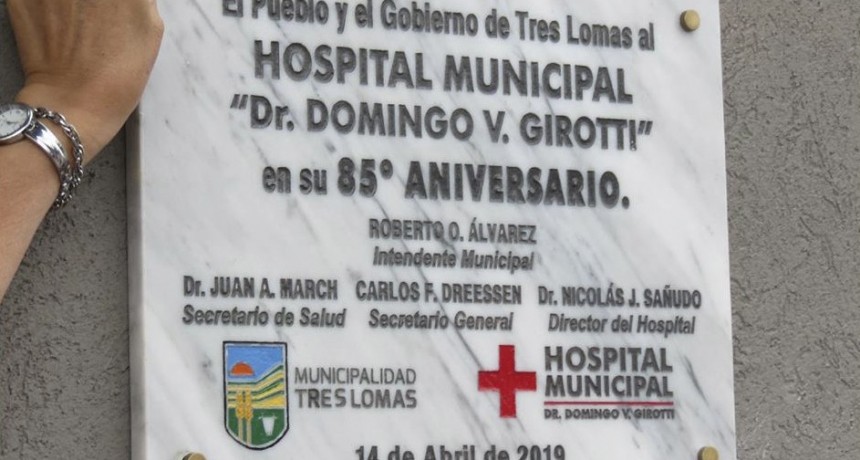 El Pueblo y el Gobierno de Tres Lomas al
HOSPITAL MUNICIPAL
“Dr. DOMINGO V. GIROTTI”
en su 85º ANIVERSARIO.
ROBERTO O. ÁLVAREZ
Intendente Municipal
Dr. JUAN A. MARCH CARLOS F. DREESSEN Dr. NICOLÁS J. SAÑUDO
Secretario de Salud Secretario General Director del Hospital
MUNICIPALIDAD
TRES LOMAS
HOSPITAL
MUNICIPAL
DR. DOMINGO V. GIROTTI
14 de Abril de 2019